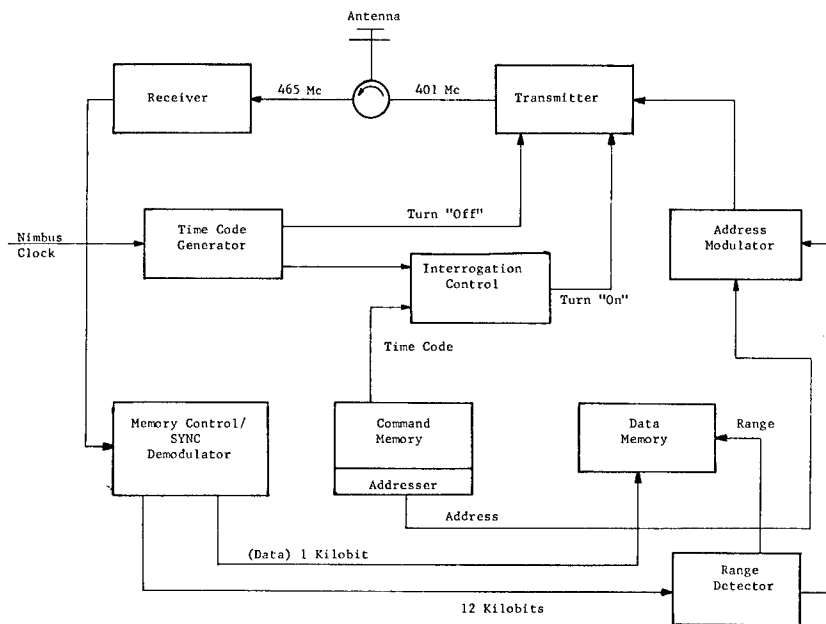 Antenna
465 Mc
401 Mc
Receiver
Transmitter
Turn "Off"
Time Code
Generator
Nimbus
Clock
Address
Modulator
Interrogation
Control
Turn "On"
Time Code
Memory Control/
SYNC
Demodulator
Command
Memory
Addresser
Data
Memory
Range
Address
(Data) 1 Kilobit
Range
Detector
12 Kilobits